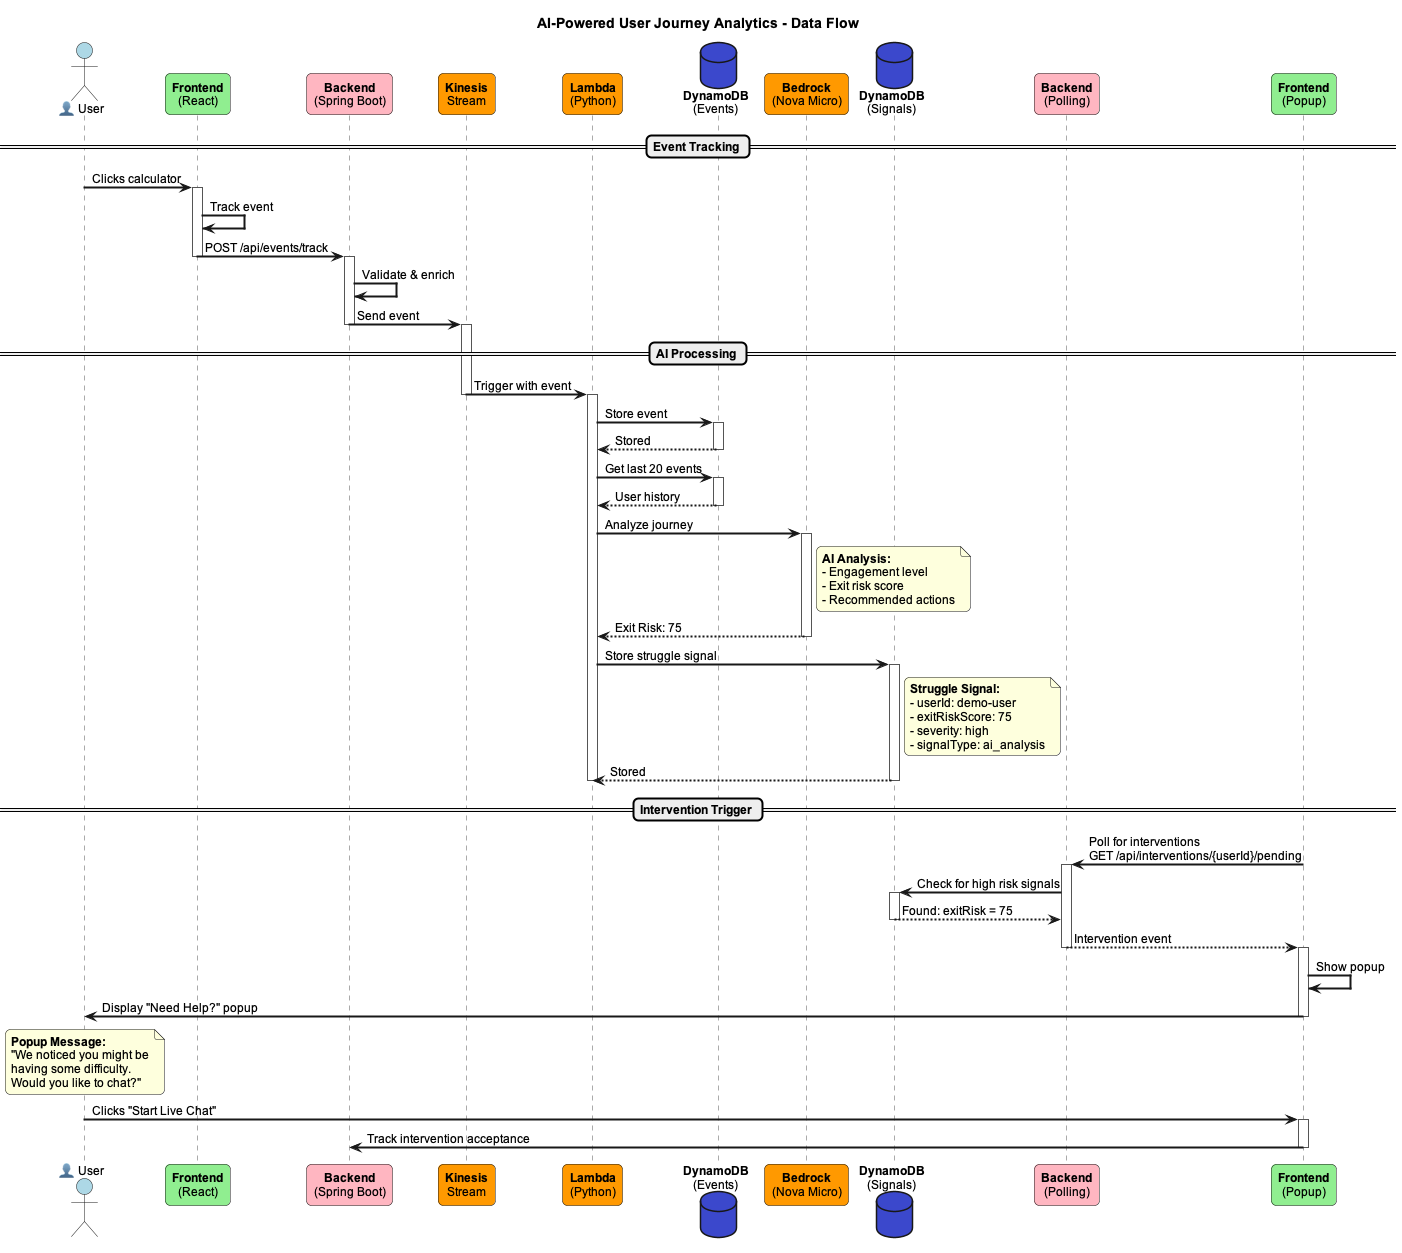 AI-Powered User Journey Analytics - Data Flow
User
Frontend
(React)
Backend
(Spring Boot)
Kinesis
Stream
Lambda
(Python)
DynamoDB
(Events)
Bedrock
(Nova Micro)
DynamoDB
(Signals)
Backend
(Polling)
Frontend
(Popup)
Event Tracking
Clicks calculator
Track event
POST /api/events/track
Validate & enrich
Send event
AI Processing
Trigger with event
Store event
Stored
Get last 20 events
User history
Analyze journey
AI Analysis:
- Engagement level
- Exit risk score
- Recommended actions
Exit Risk: 75
Store struggle signal
Struggle Signal:
- userId: demo-user
- exitRiskScore: 75
- severity: high
- signalType: ai_analysis
Stored
Intervention Trigger
Poll for interventions
GET /api/interventions/{userId}/pending
Check for high risk signals
Found: exitRisk = 75
Intervention event
Show popup
Display "Need Help?" popup
Popup Message:
"We noticed you might be
having some difficulty.
Would you like to chat?"
Clicks "Start Live Chat"
Track intervention acceptance
User
Frontend
(React)
Backend
(Spring Boot)
Kinesis
Stream
Lambda
(Python)
DynamoDB
(Events)
Bedrock
(Nova Micro)
DynamoDB
(Signals)
Backend
(Polling)
Frontend
(Popup)